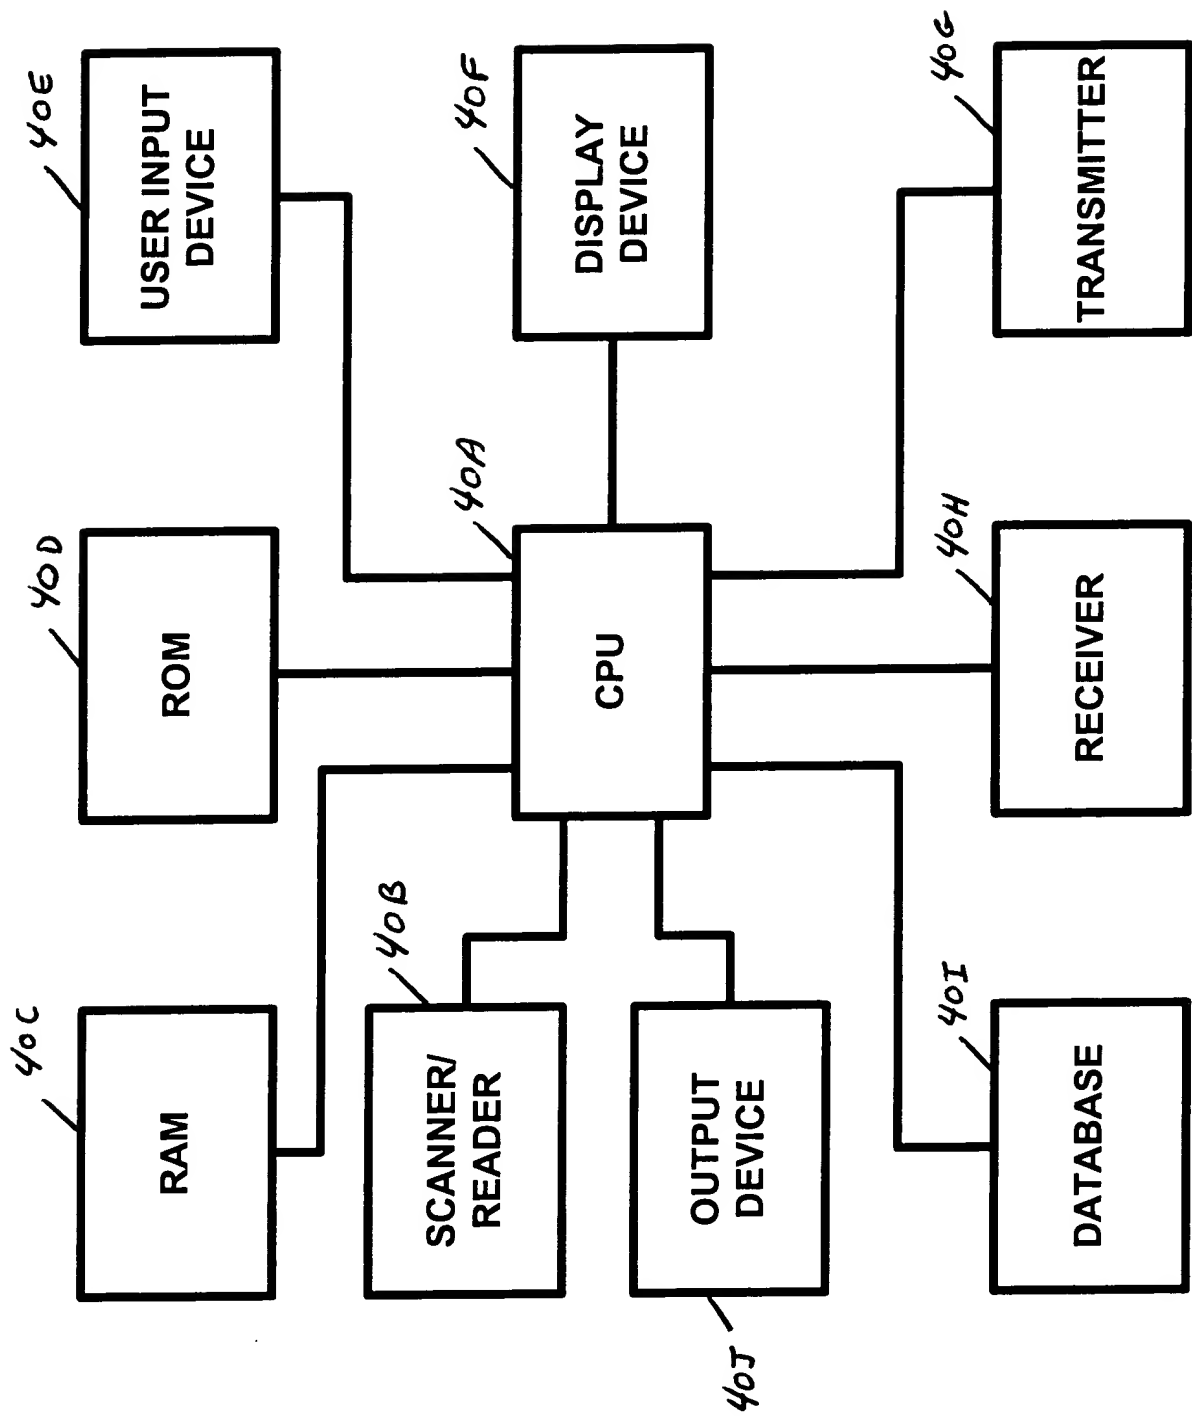 40C
RAM
40D
ROM
40E
USER INPUT
DEVICE
40B
SCANNER/
READER
40A
CPU
40F
DISPLAY
DEVICE
40J
OUTPUT
DEVICE
40I
DATABASE
40H
RECEIVER
40G
TRANSMITTER